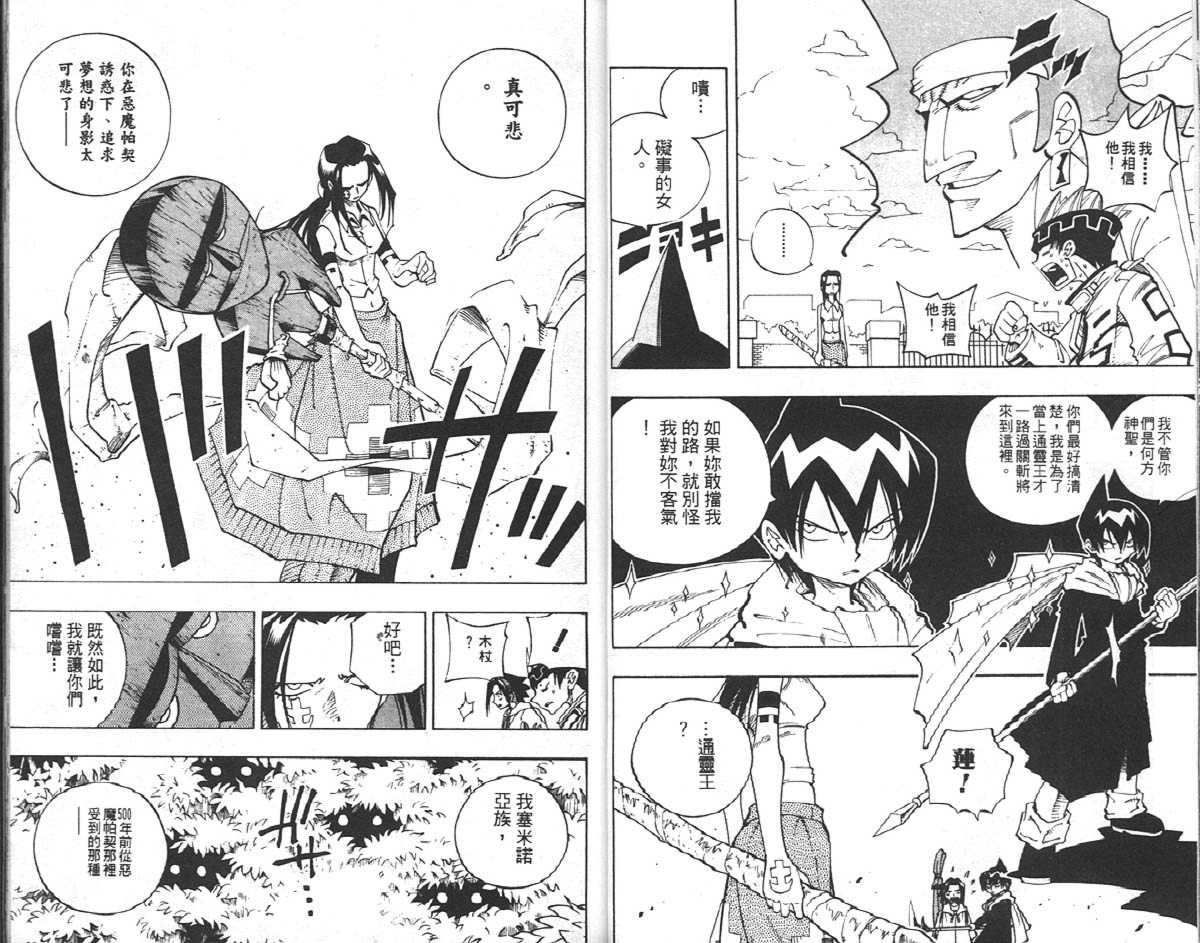 我……
我相信
他！
我相信
他！
………
嘖…
礙事的女
人。
キ
ッ
我不管你
們是何方
神聖，
你們最好搞清
楚，我是為了
當上通靈王才
一路過關斬將
來到這裡。
如果妳敢擋我
的路，就別怪
我對妳不客氣
！
蓮！
…通靈王
？
真可悲
。
你在惡魔帕契
誘惑下、追求
夢想的身影太
可悲了——
！
木杖
？
好吧…
既然如此，
我就讓你們
嚐嚐…
我塞米諾
亞族，
500年前從惡
魔帕契那裡
受到的那種
——